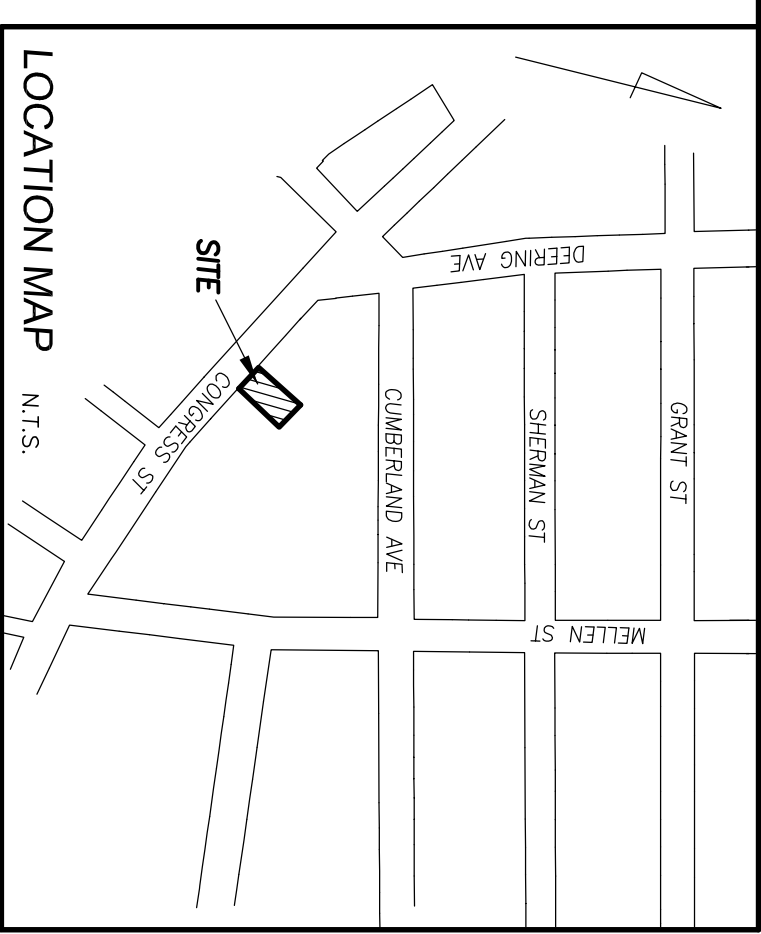 GRANT ST
SHERMAN ST
DEERING AVE
MELLEN ST
CUMBERLAND AVE
CONGRESS ST
SITE
LOCATION MAP N.T.S.